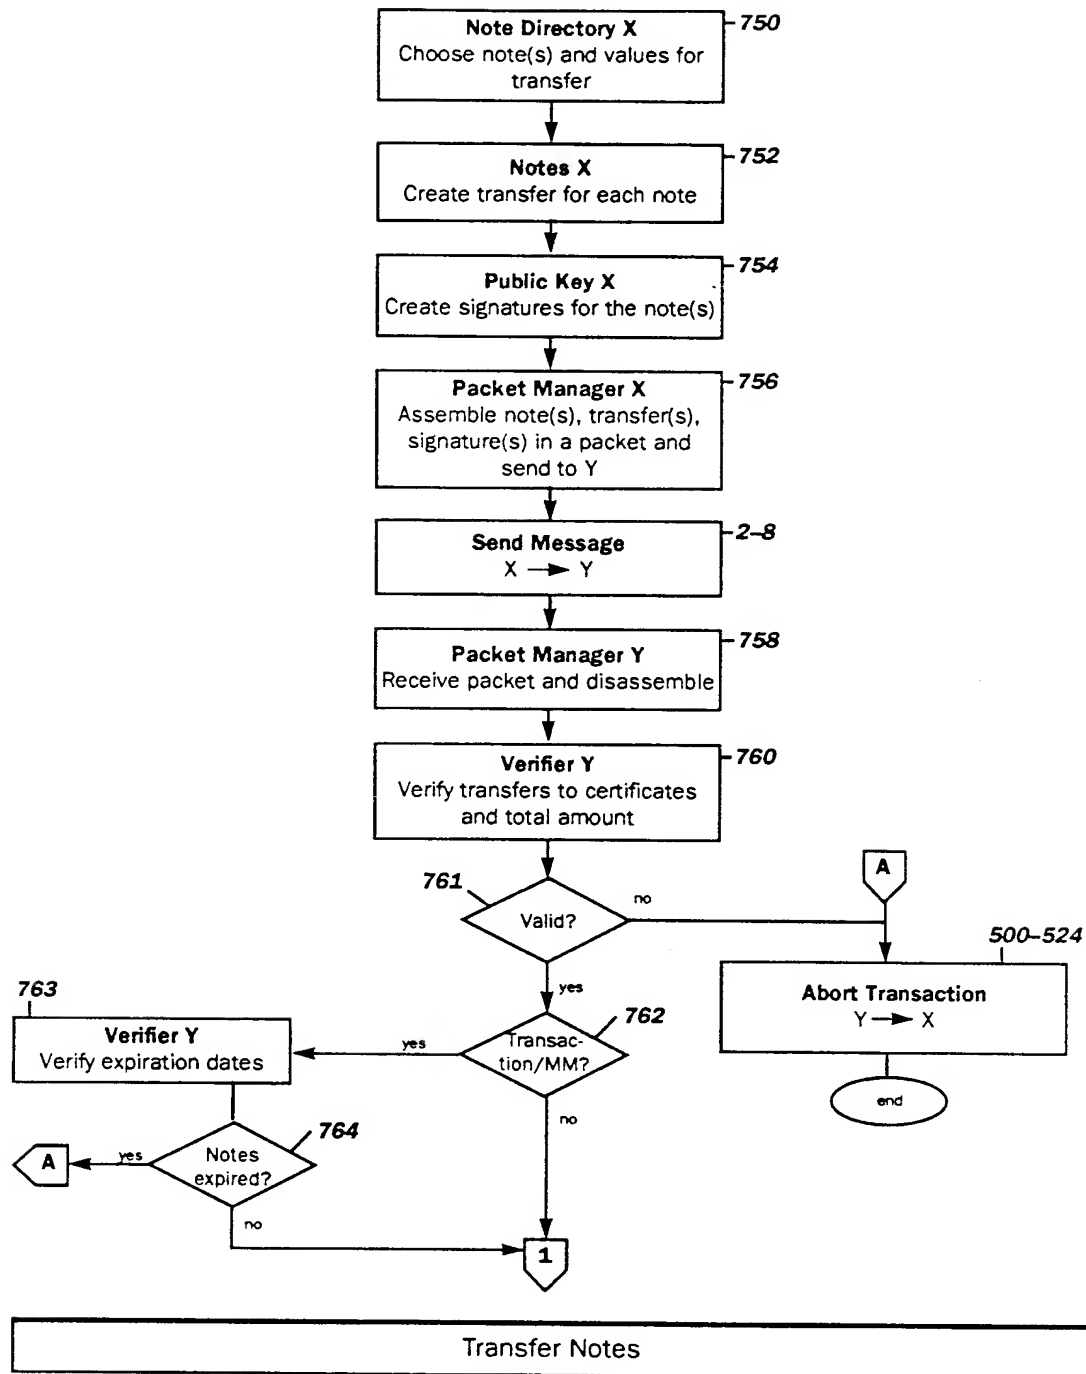 Note Directory X
Choose note(s) and values for
transfer
750
Notes X
Create transfer for each note
752
Public Key X
Create signatures for the note(s)
754
Packet Manager X
Assemble note(s), transfer(s),
signature(s) in a packet and
send to Y
756
Send Message
X → Y
2–8
Packet Manager Y
Receive packet and disassemble
758
Verifier Y
Verify transfers to certificates
and total amount
760
761
Valid?
no
A
500–524
Abort Transaction
Y → X
end
yes
762
Transac-
tion/MM?
yes
763
Verifier Y
Verify expiration dates
no
764
Notes
expired?
yes
A
no
1
Transfer Notes